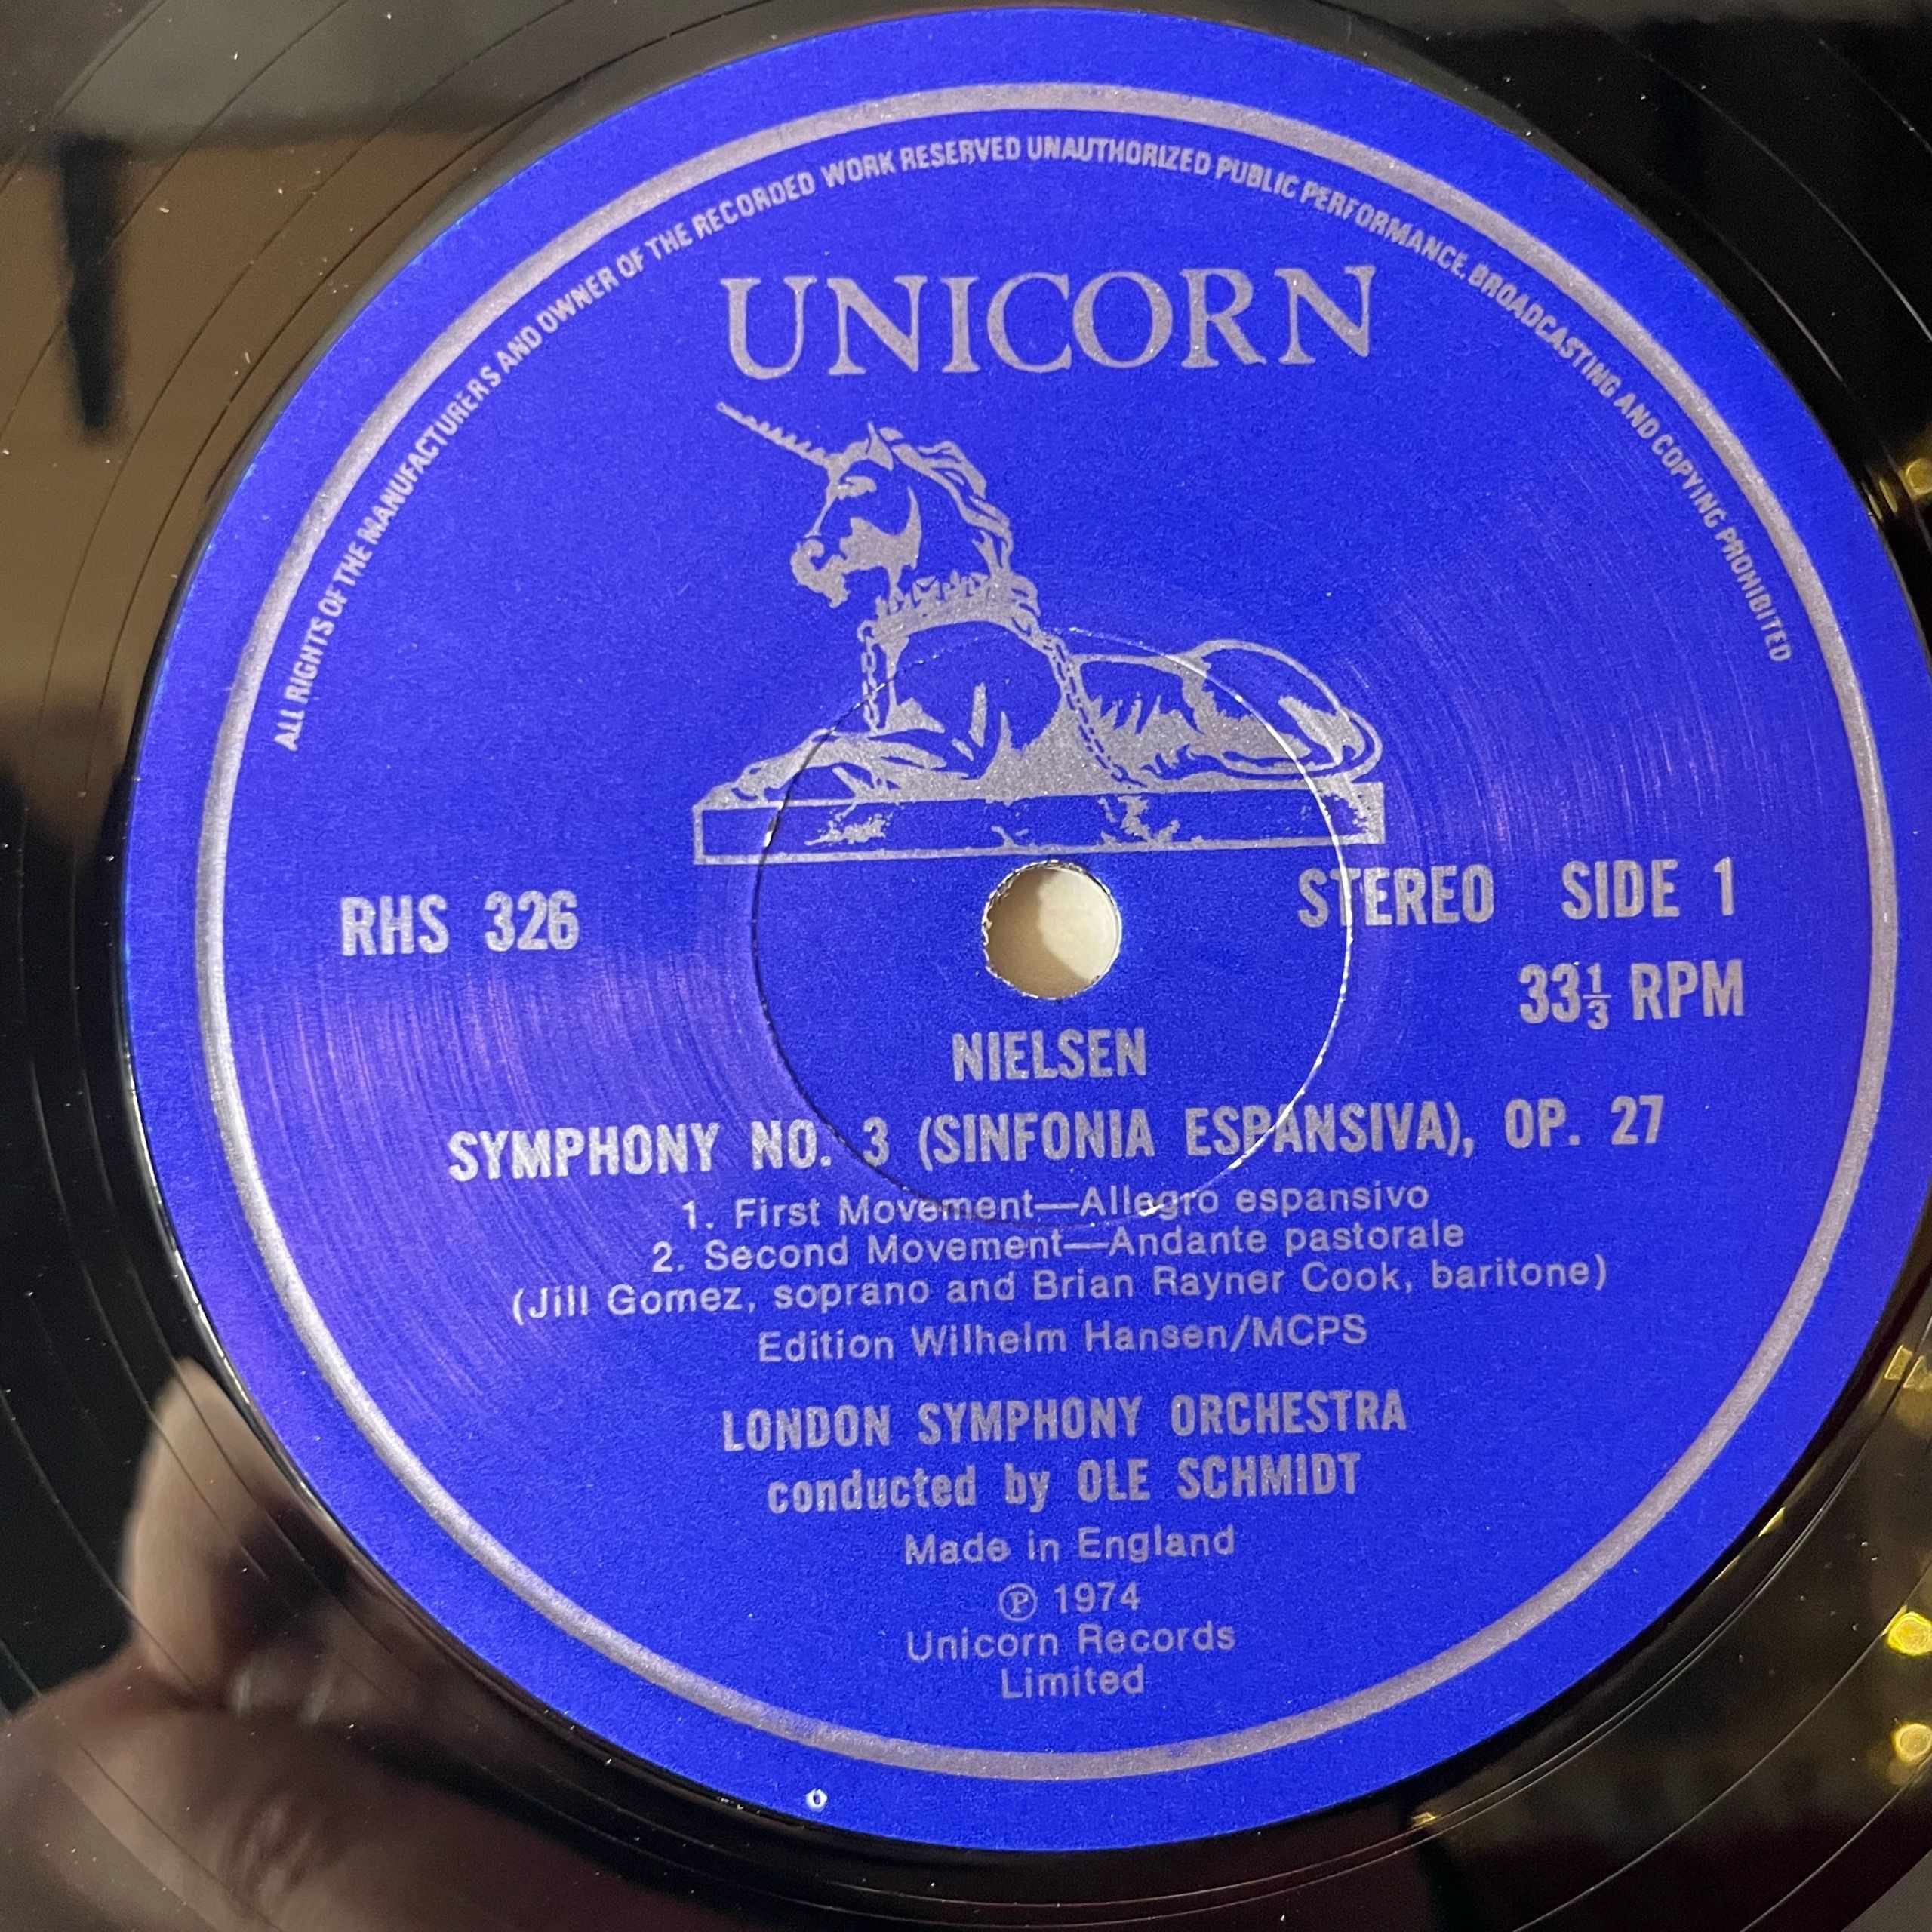 ALL RIGHTS OF THE MANUFACTURERS AND OWNER OF THE RECORDED WORK RESERVED UNAUTHORIZED PUBLIC PERFORMANCE, BROADCASTING AND COPYING PROHIBITED
UNICORN
RHS 326
STEREO SIDE 1
33⅓ RPM
NIELSEN
SYMPHONY NO. 3 (SINFONIA ESPANSIVA), OP. 27
1. First Movement—Allegro espansivo
2. Second Movement—Andante pastorale
(Jill Gomez, soprano and Brian Rayner Cook, baritone)
Edition Wilhelm Hansen/MCPS
LONDON SYMPHONY ORCHESTRA
conducted by OLE SCHMIDT
Made in England
℗ 1974
Unicorn Records
Limited